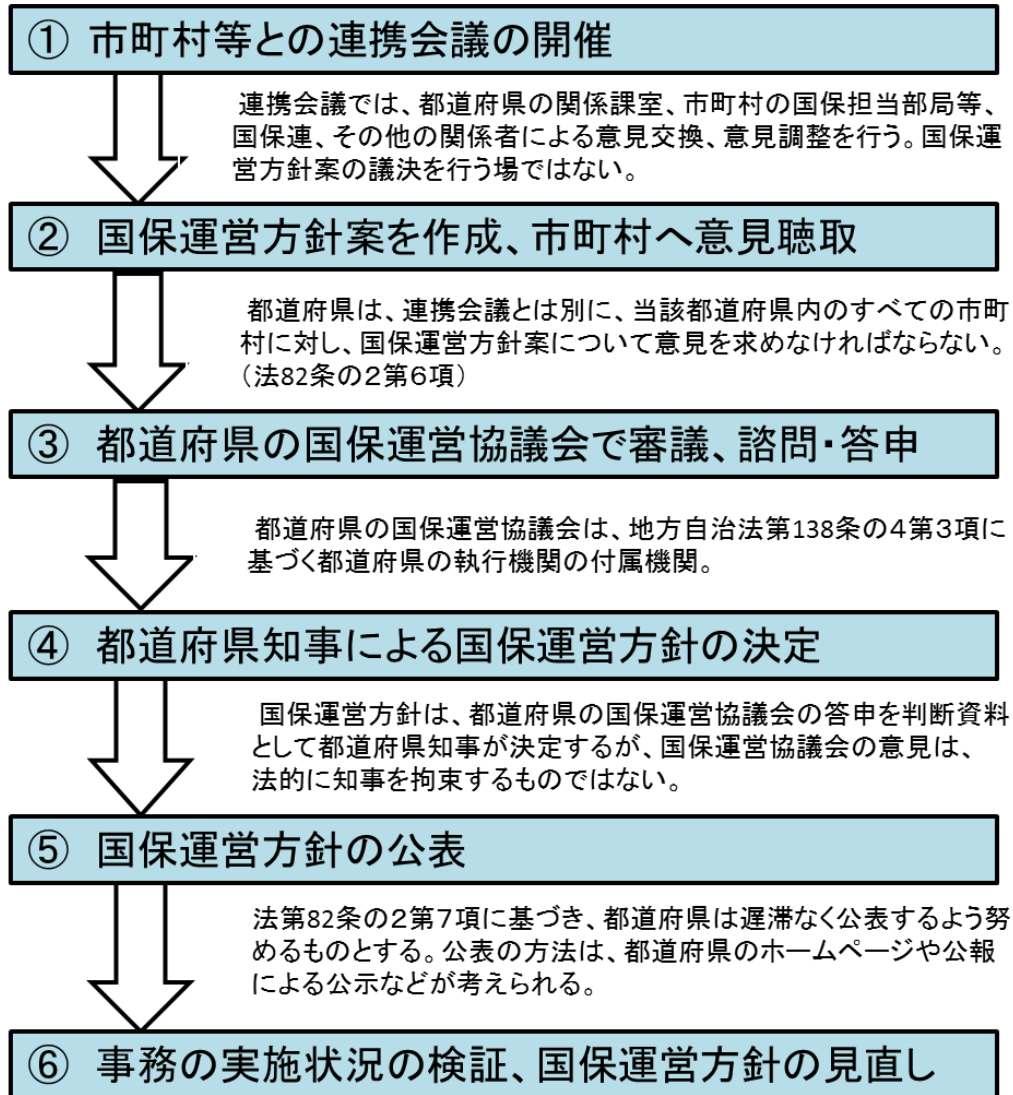 ① 市町村等との連携会議の開催
連携会議では、都道府県の関係課室、市町村の国保担当部局等、
国保連、その他の関係者による意見交換、意見調整を行う。国保運
営方針案の議決を行う場ではない。
② 国保運営方針案を作成、市町村へ意見聴取
都道府県は、連携会議とは別に、当該都道府県内のすべての市町
村に対し、国保運営方針案について意見を求めなければならない。
（法82条の２第６項）
③ 都道府県の国保運営協議会で審議、諮問・答申
都道府県の国保運営協議会は、地方自治法第138条の４第３項に
基づく都道府県の執行機関の付属機関。
④ 都道府県知事による国保運営方針の決定
国保運営方針は、都道府県の国保運営協議会の答申を判断資料
として都道府県知事が決定するが、国保運営協議会の意見は、
法的に知事を拘束するものではない。
⑤ 国保運営方針の公表
法第82条の２第７項に基づき、都道府県は遅滞なく公表するよう努
めるものとする。公表の方法は、都道府県のホームページや公報
による公示などが考えられる。
⑥ 事務の実施状況の検証、国保運営方針の見直し